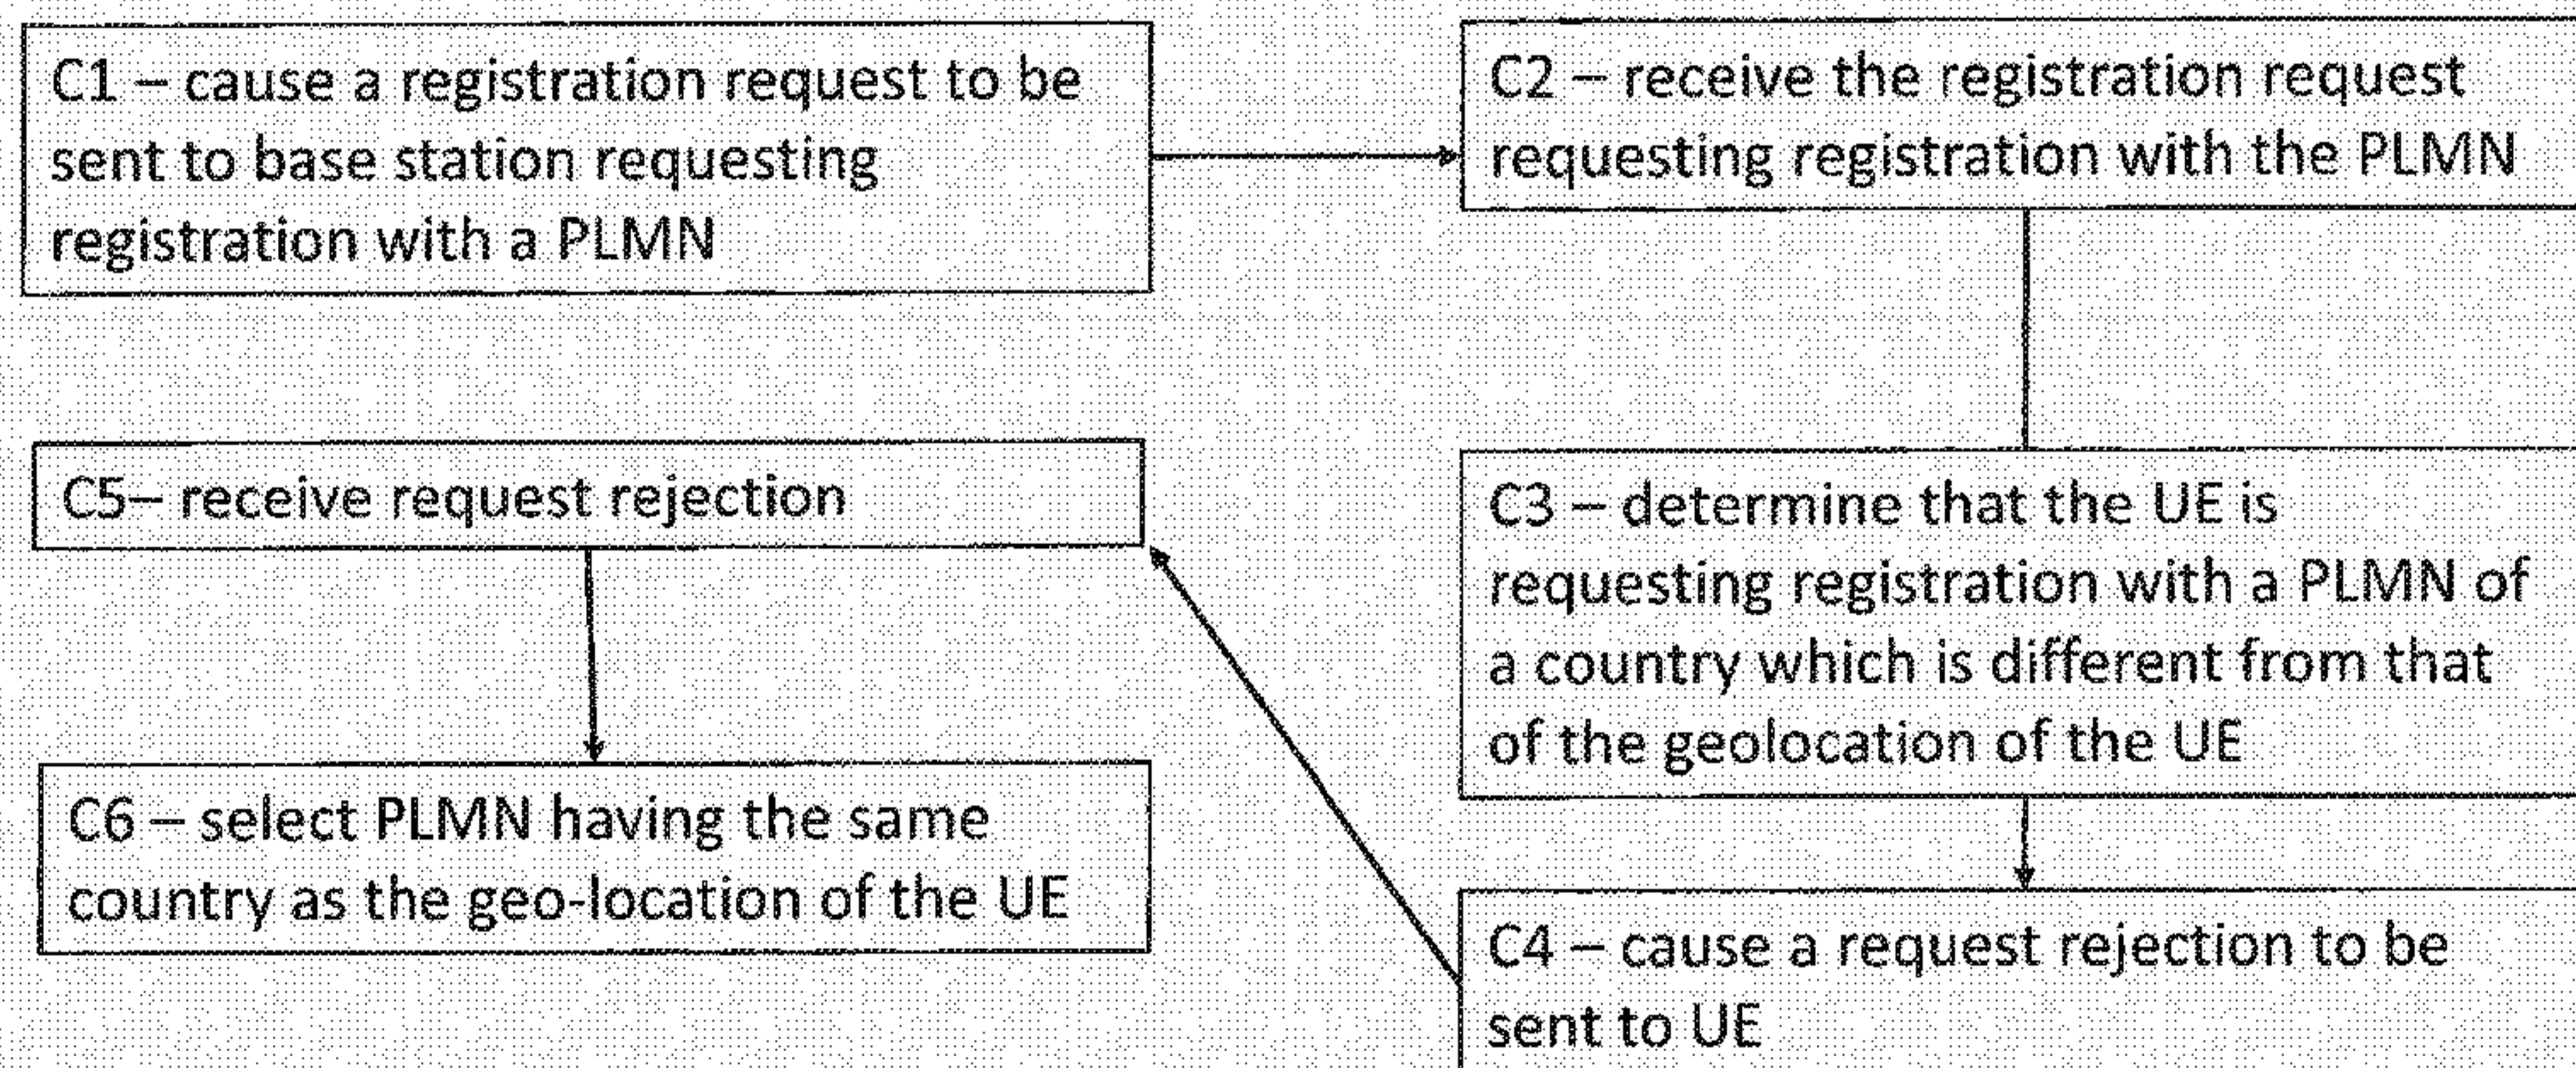 C1 – cause a registration request to be
sent to base station requesting
registration with a PLMN
C2 – receive the registration request
requesting registration with the PLMN
C3 – determine that the UE is
requesting registration with a PLMN of
a country which is different from that
of the geolocation of the UE
C4 – cause a request rejection to be
sent to UE
C5– receive request rejection
C6 – select PLMN having the same
country as the geo-location of the UE